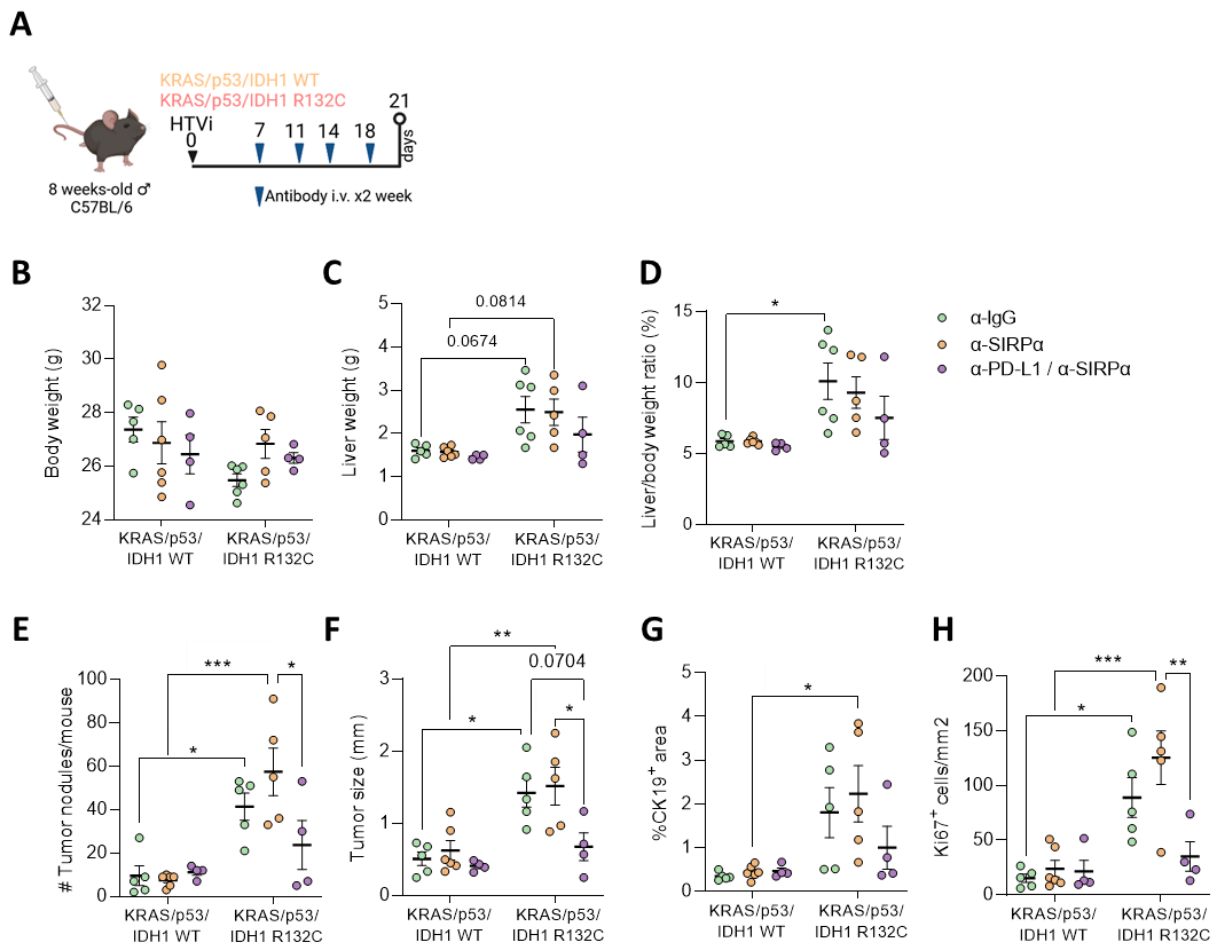 A
KRAS/p53/IDH1 WT
KRAS/p53/IDH1 R132C
HTVi
0
7
11
14
18
21
days
8 weeks-old ♂
C57BL/6
Antibody i.v. x2 week
B
Body weight (g)
32
30
28
26
24
KRAS/p53/
IDH1 WT
KRAS/p53/
IDH1 R132C
C
Liver weight (g)
5
4
3
2
1
0
0.0814
0.0674
KRAS/p53/
IDH1 WT
KRAS/p53/
IDH1 R132C
D
Liver/body weight ratio (%)
15
10
5
0
*
KRAS/p53/
IDH1 WT
KRAS/p53/
IDH1 R132C
α-IgG
α-SIRPα
α-PD-L1 / α-SIRPα
E
# Tumor nodules/mouse
100
80
60
40
20
0
***
*
*
KRAS/p53/
IDH1 WT
KRAS/p53/
IDH1 R132C
F
Tumor size (mm)
3
2
1
0
**
0.0704
*
*
KRAS/p53/
IDH1 WT
KRAS/p53/
IDH1 R132C
G
%CK19⁺ area
5
4
3
2
1
0
*
KRAS/p53/
IDH1 WT
KRAS/p53/
IDH1 R132C
H
Ki67⁺ cells/mm2
200
150
100
50
0
***
**
*
KRAS/p53/
IDH1 WT
KRAS/p53/
IDH1 R132C